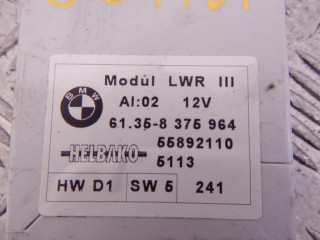 BMW
Modul LWR III
AI:02 12V
61.35-8 375 964
55892110
HELBAKO 5113
HW D1 SW 5 241